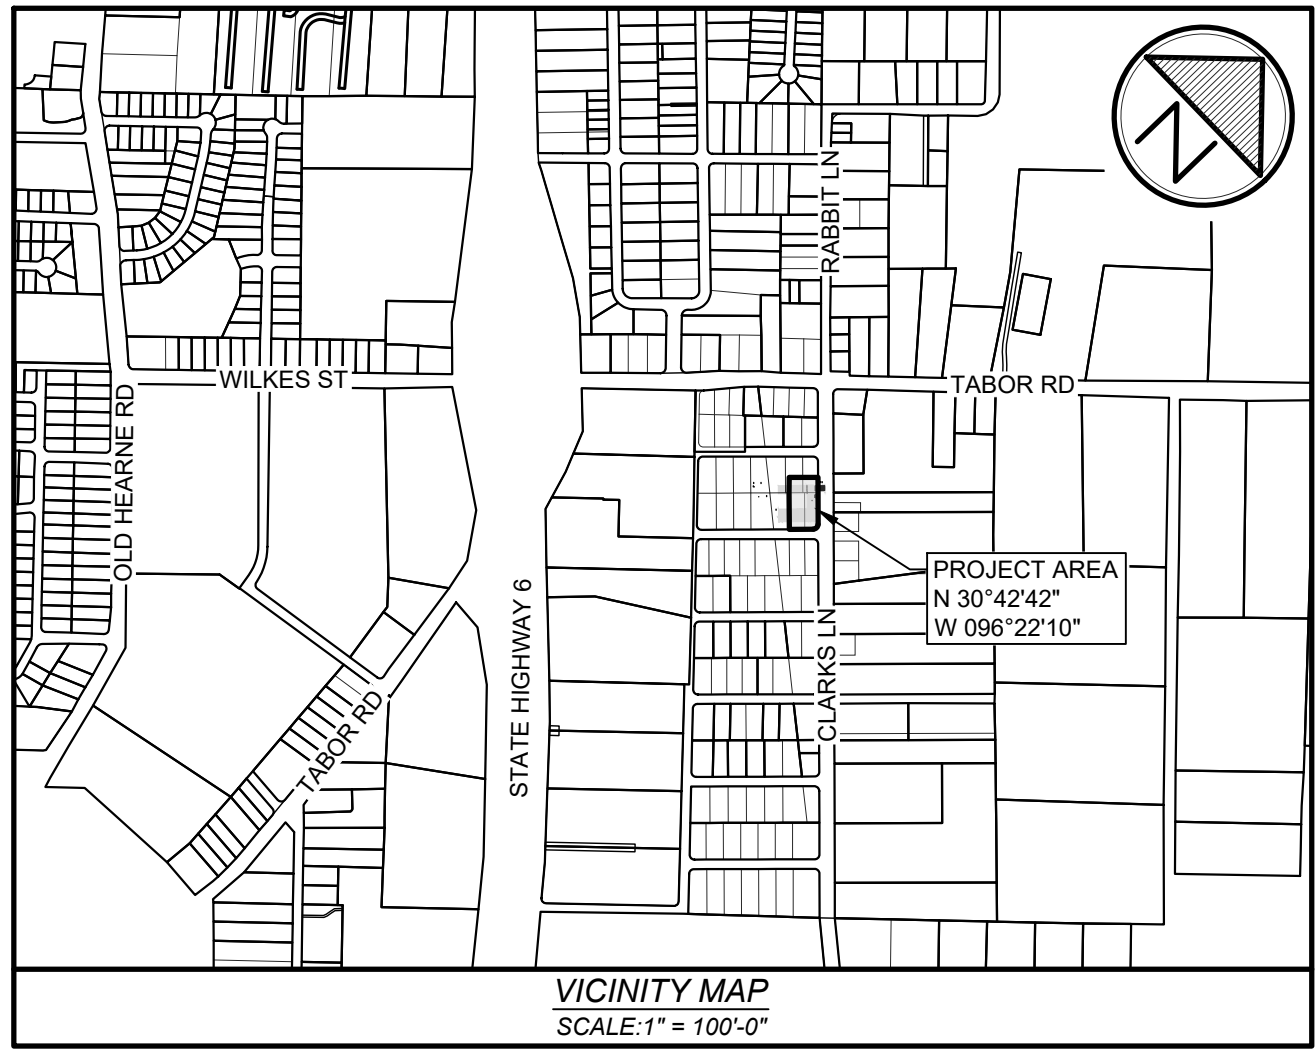 N
RABBIT LN
WILKES ST
TABOR RD
OLD HEARNE RD
PROJECT AREA
N 30°42'42"
W 096°22'10"
STATE HIGHWAY 6
CLARKS LN
TABOR RD
VICINITY MAP
SCALE:1" = 100'-0"